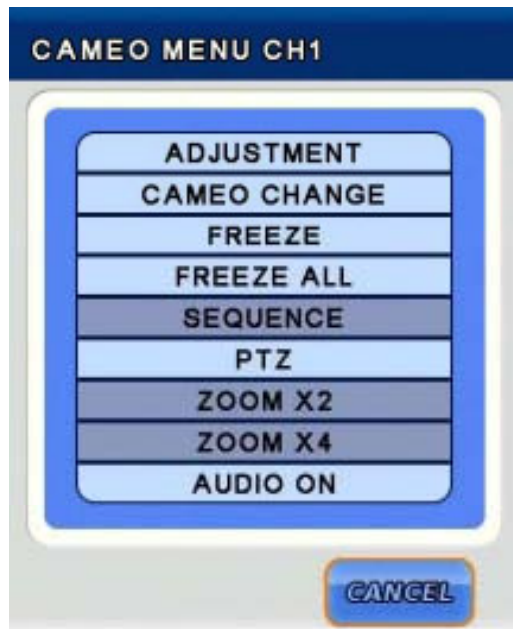 CAMEO MENU CH1
ADJUSTMENT
CAMEO CHANGE
FREEZE
FREEZE ALL
SEQUENCE
PTZ
ZOOM X2
ZOOM X4
AUDIO ON
CANCEL